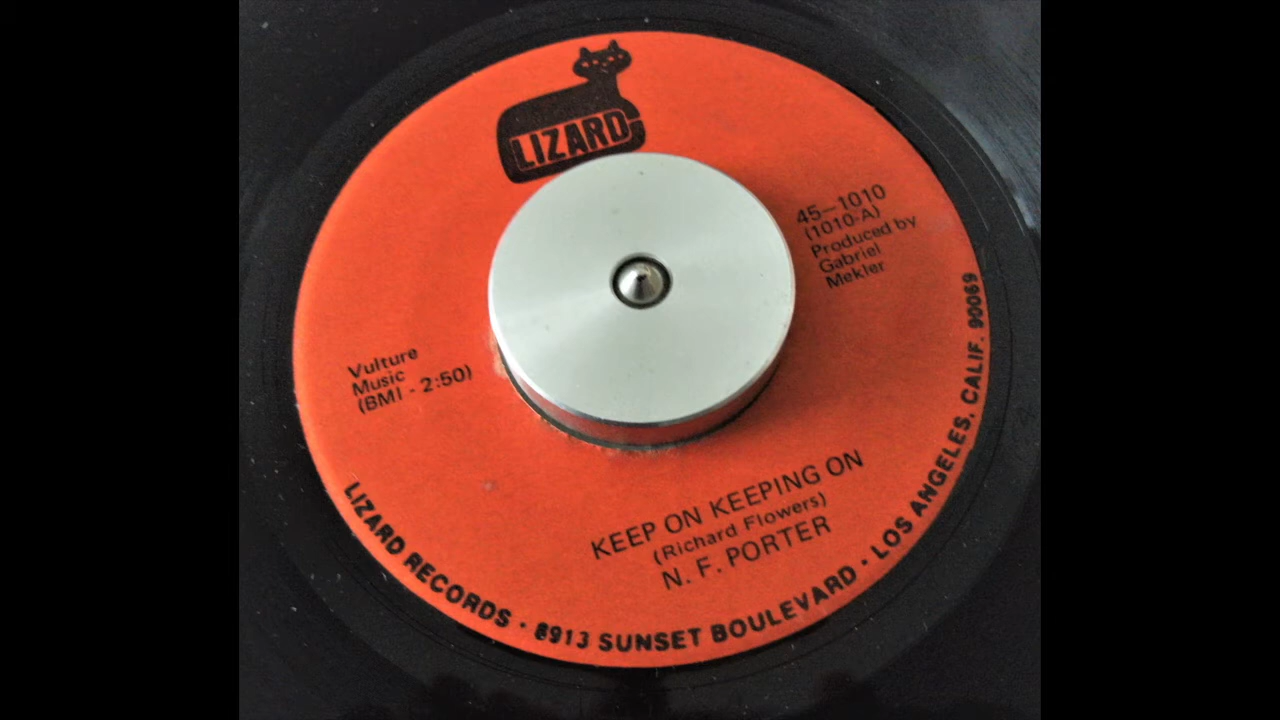 LIZARD
45-1010
(1010-A)
Produced by
Gabriel
Mekler
Vulture
Music
(BMI - 2:50)
KEEP ON KEEPING ON
(Richard Flowers)
N. F. PORTER
LIZARD RECORDS · 8913 SUNSET BOULEVARD · LOS ANGELES, CALIF. 90069